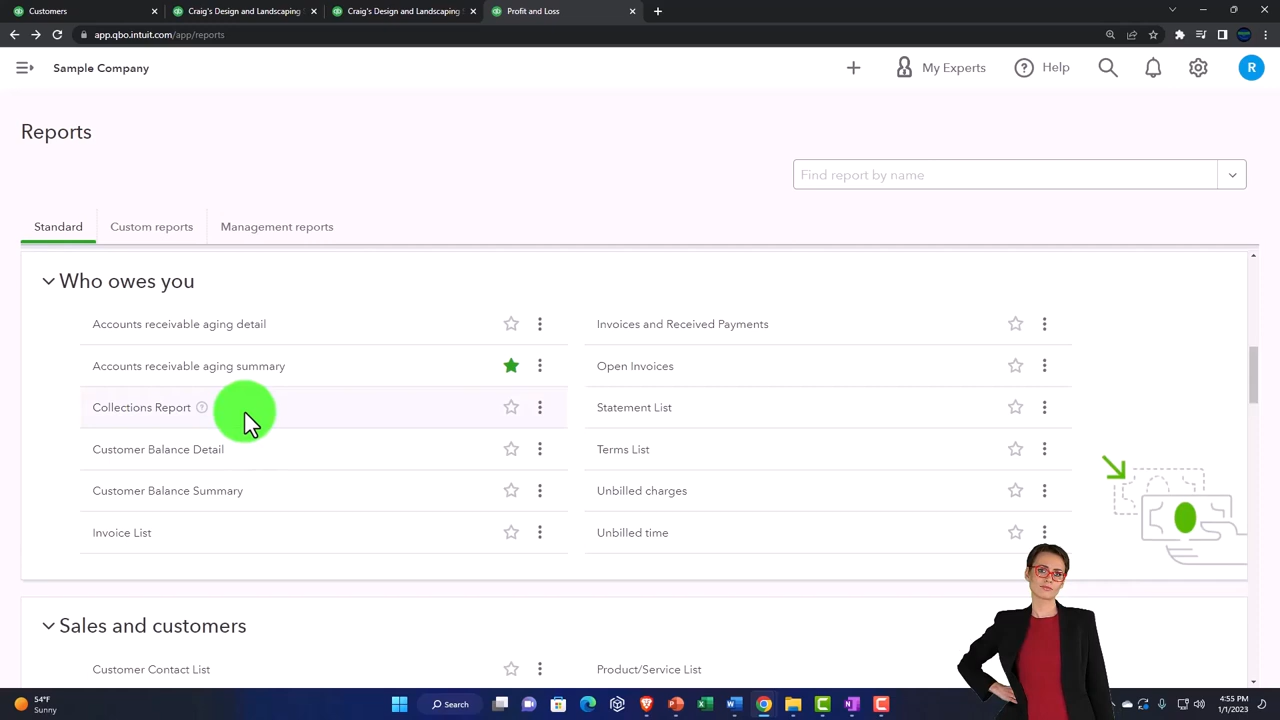 Customers
Craig's Design and Landscaping
Craig's Design and Landscaping
Profit and Loss
app.qbo.intuit.com/app/reports
Sample Company
My Experts
Help
R
Reports
Find report by name
Standard
Custom reports
Management reports
Who owes you
Accounts receivable aging detail
Invoices and Received Payments
Accounts receivable aging summary
Open Invoices
Collections Report
Statement List
Customer Balance Detail
Terms List
Customer Balance Summary
Unbilled charges
Invoice List
Unbilled time
Sales and customers
Customer Contact List
Product/Service List
54°F
Sunny
Search
4:55 PM
1/1/2023